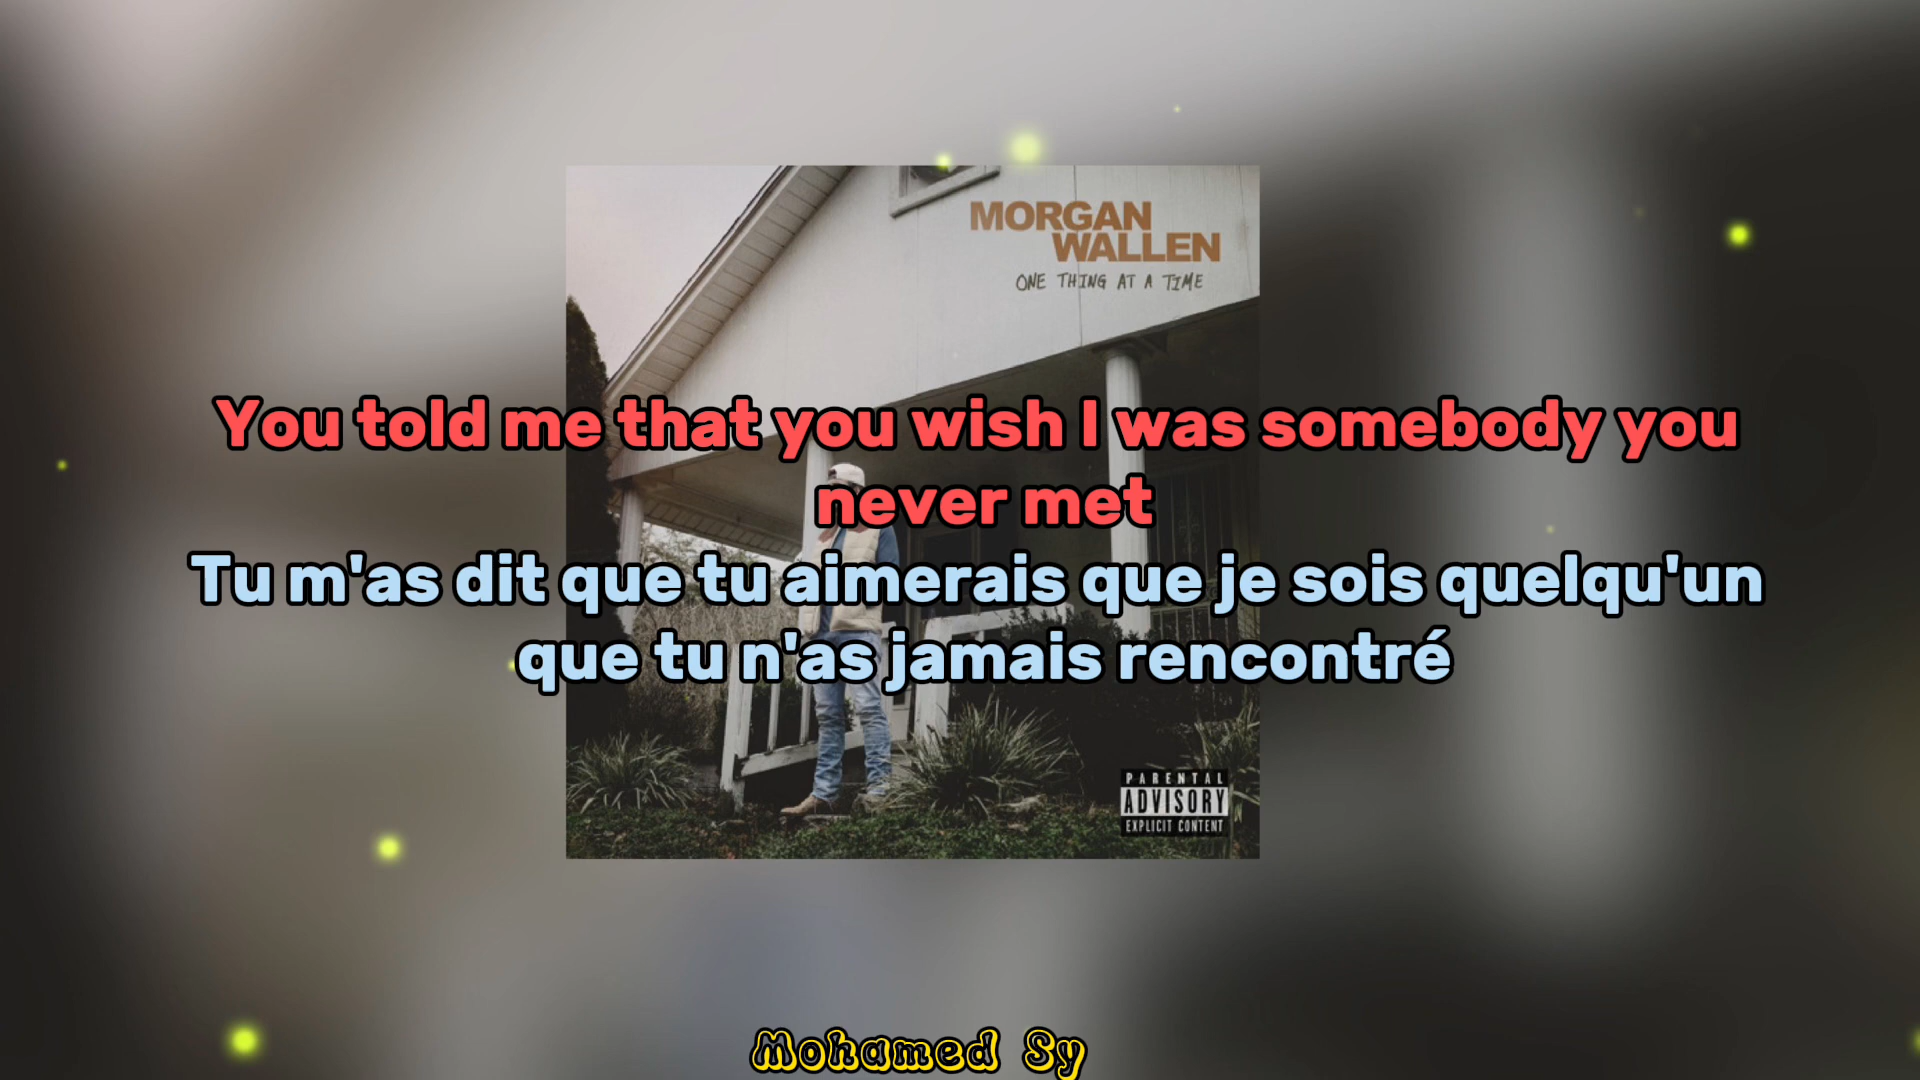 MORGAN
WALLEN
ONE THING AT A TIME
You told me that you wish I was somebody you
never met
Tu m'as dit que tu aimerais que je sois quelqu'un
que tu n'as jamais rencontré
PARENTAL
ADVISORY
EXPLICIT CONTENT
Mohamed Sy